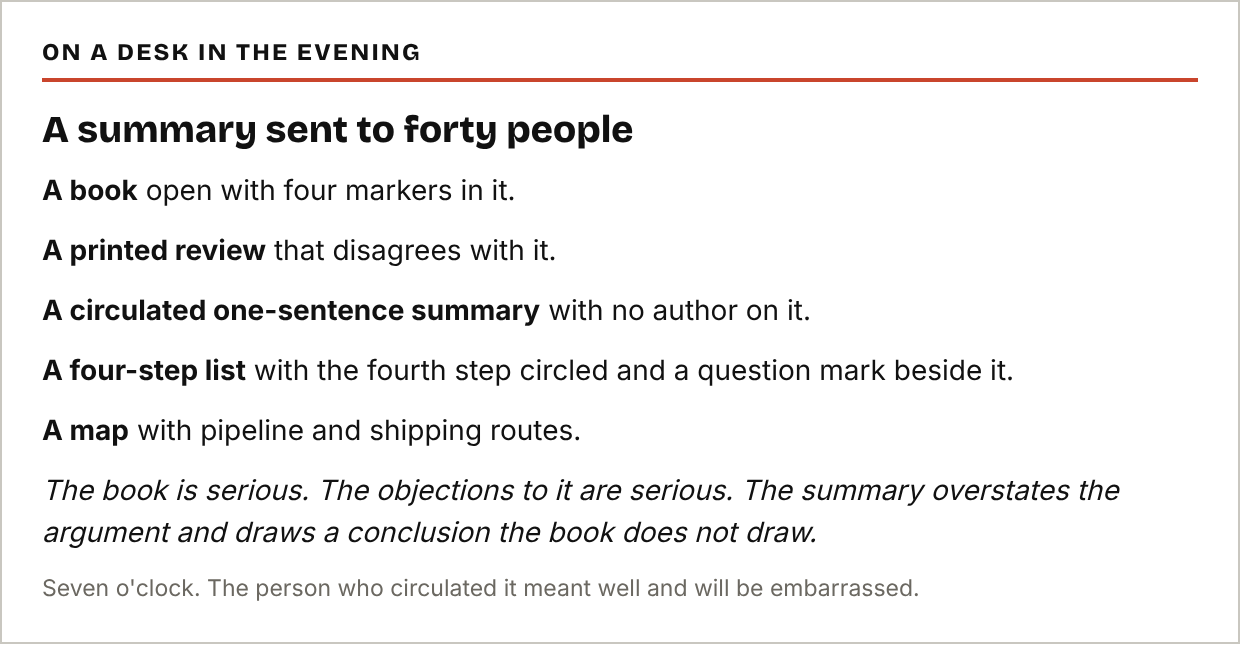 ON A DESK IN THE EVENING
A summary sent to forty people
A book open with four markers in it.
A printed review that disagrees with it.
A circulated one-sentence summary with no author on it.
A four-step list with the fourth step circled and a question mark beside it.
A map with pipeline and shipping routes.
The book is serious. The objections to it are serious. The summary overstates the
argument and draws a conclusion the book does not draw.
Seven o'clock. The person who circulated it meant well and will be embarrassed.